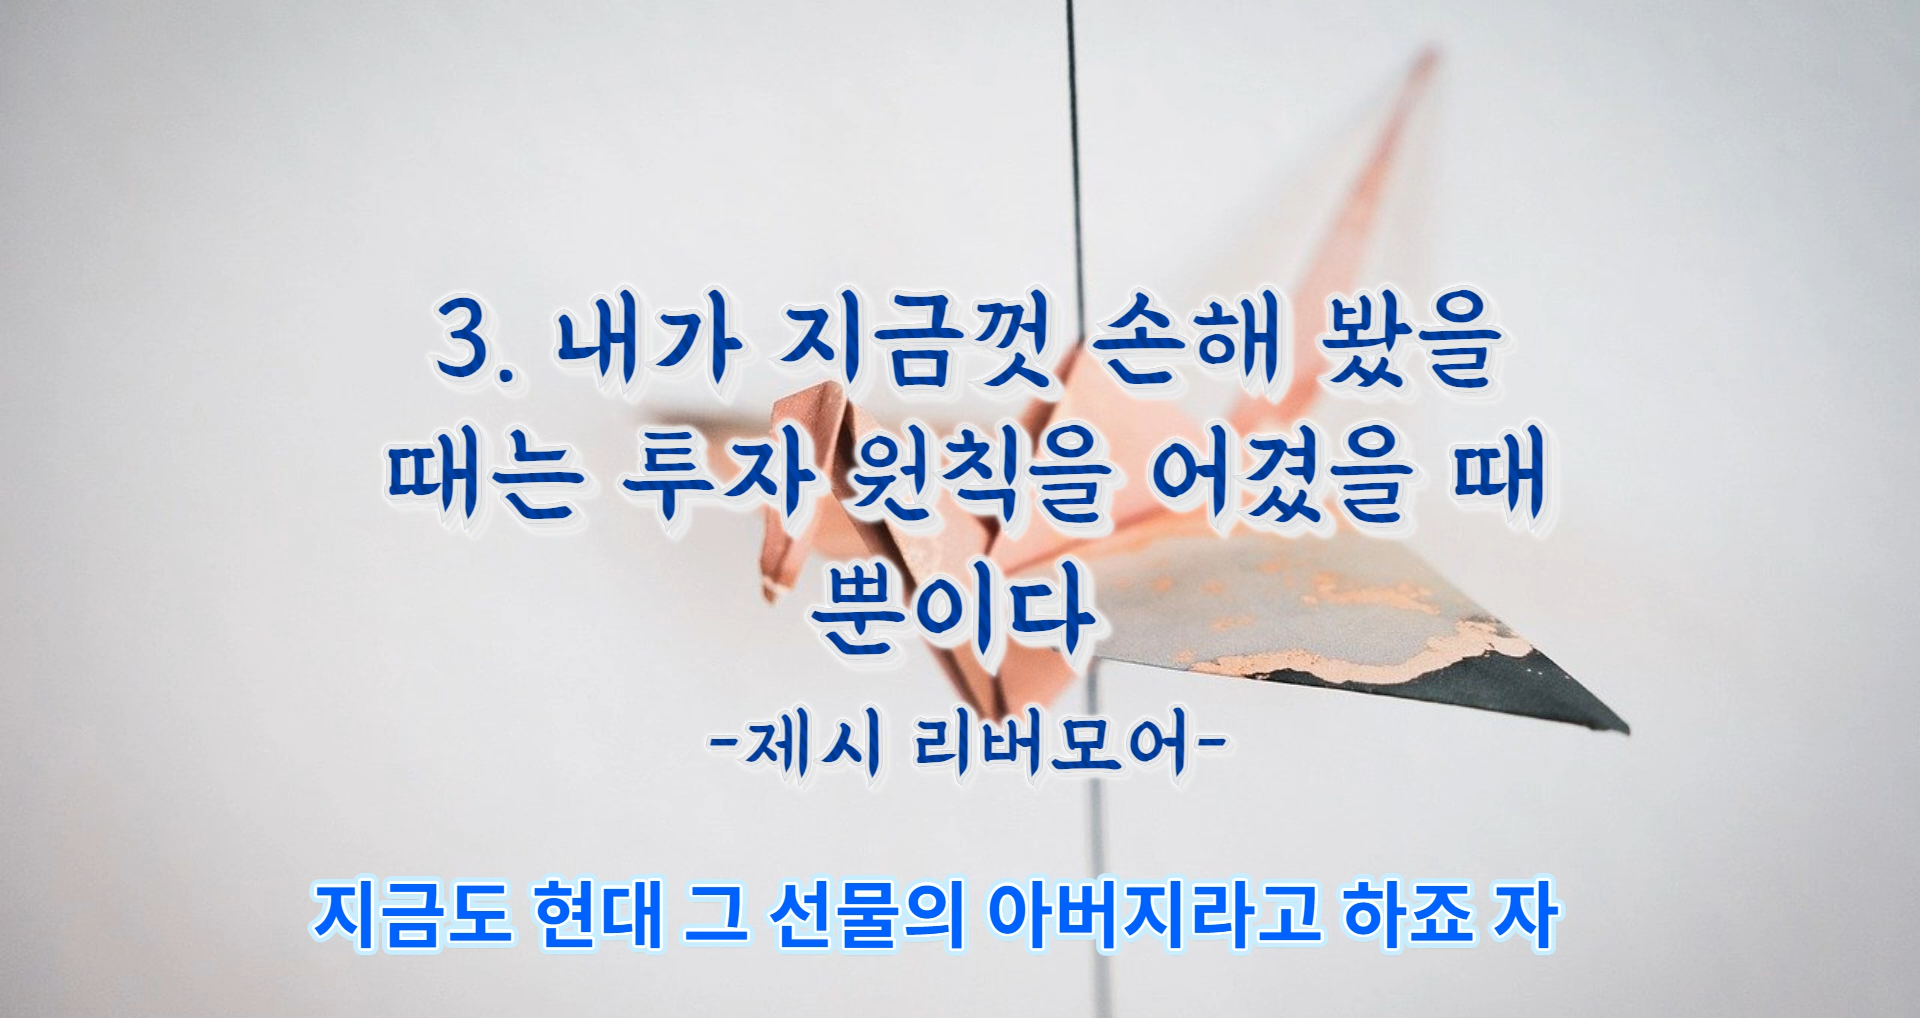 3. 내가 지금껏 손해 봤을
때는 투자 원칙을 어겼을 때
뿐이다
-제시 리버모어-
지금도 현대 그 선물의 아버지라고 하죠 자